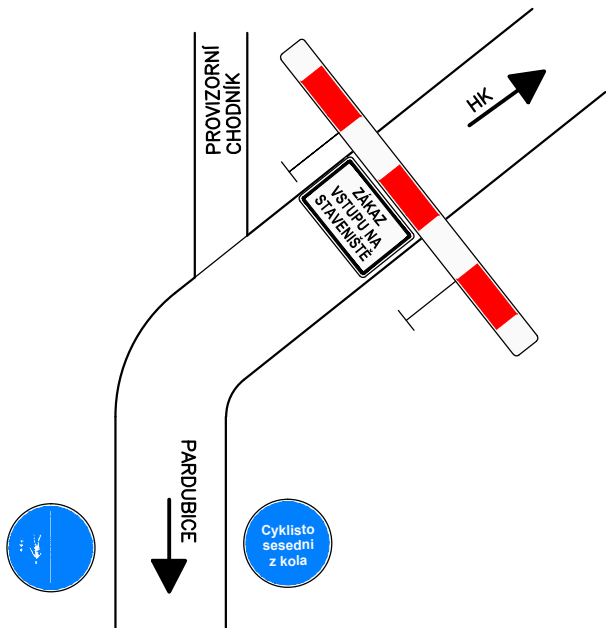 PROVIZORNÍ
CHODNÍK
HK
ZÁKAZ
VSTUPU NA
STAVENIŠTĚ
PARDUBICE
Cyklisto
sesedni
z kola